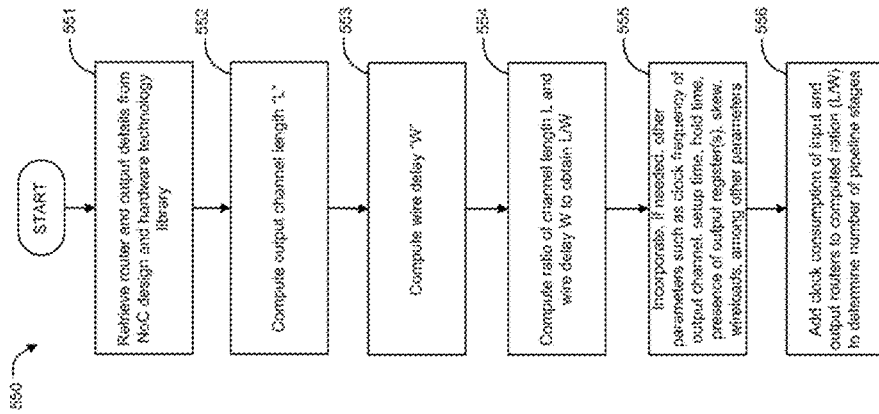 550
START
551
Retrieve router and output details from
NoC design and hardware technology
library
552
Compute output channel length "L"
553
Compute wire delay "W"
554
Compute ratio of channel length L and
wire delay W to obtain L/W
555
Incorporate, if needed, other
parameters such as clock frequency of
output channel, setup time, hold time,
presence of output register(s), skew,
wireloads, among other parameters
556
Add clock consumption of input and
output routers to computed ration (L/W)
to determine number of pipeline stages